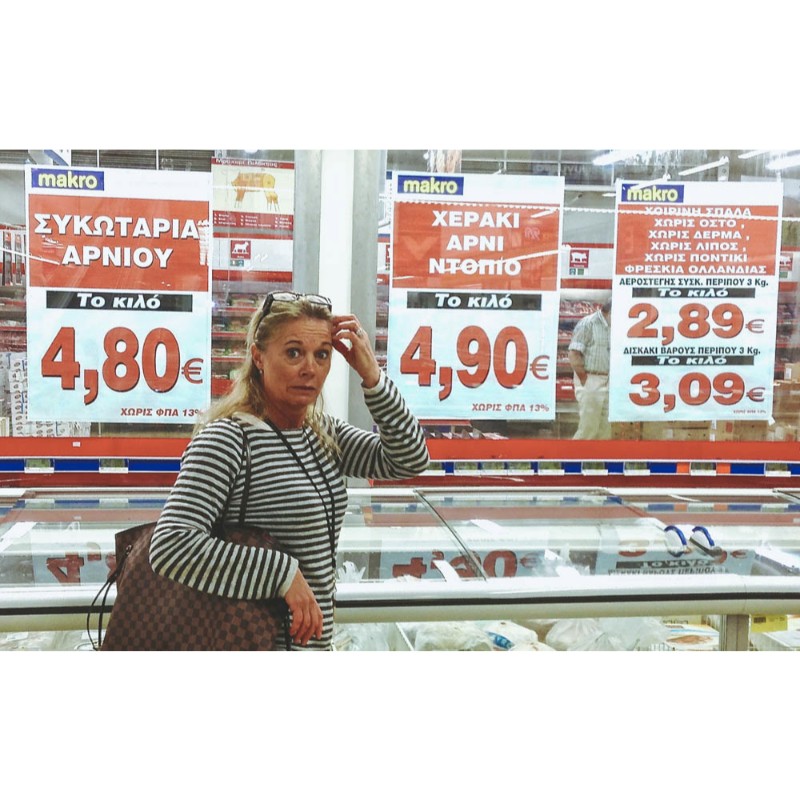 makro
ΣΥΚΩΤΑΡΙΑ
ΑΡΝΙΟΥ
Το κιλό
4,80€
ΧΩΡΙΣ ΦΠΑ 13%
makro
ΧΕΡΑΚΙ
ΑΡΝΙ
ΝΤΟΠΙΟ
Το κιλό
4,90€
ΧΩΡΙΣ ΦΠΑ 13%
makro
ΧΟΙΡΙΝΗ ΣΠΑΛΑ
ΧΩΡΙΣ ΟΣΤΟ ,
ΧΩΡΙΣ ΔΕΡΜΑ ,
ΧΩΡΙΣ ΛΙΠΟΣ ,
ΧΩΡΙΣ ΠΟΝΤΙΚΙ
ΦΡΕΣΚΙΑ ΟΛΛΑΝΔΙΑΣ
ΑΕΡΟΣΤΕΓΗΣ ΣΥΣΚ. ΠΕΡΙΠΟΥ 3 Kg.
Το κιλό
2,89€
ΔΙΣΚΑΚΙ ΒΑΡΟΥΣ ΠΕΡΙΠΟΥ 3 Kg.
Το κιλό
3,09€